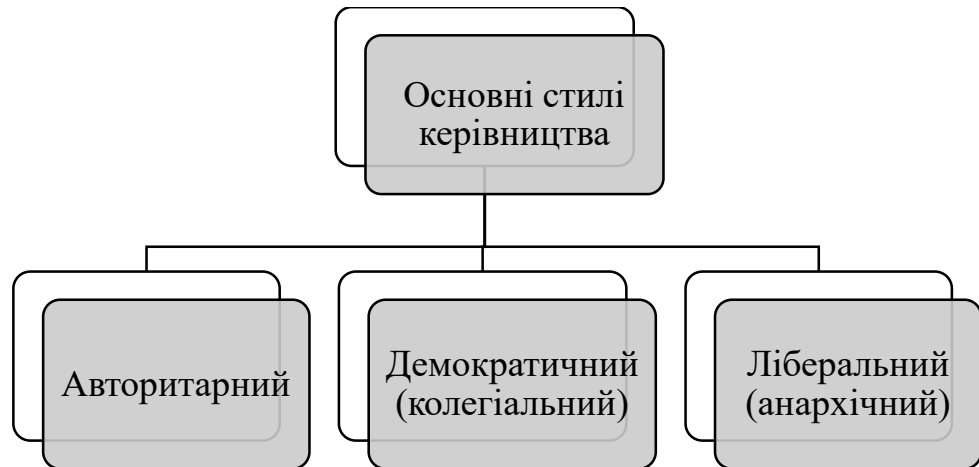 Основні стилі
керівництва
Авторитарний
Демократичний
(колегіальний)
Ліберальний
(анархічний)